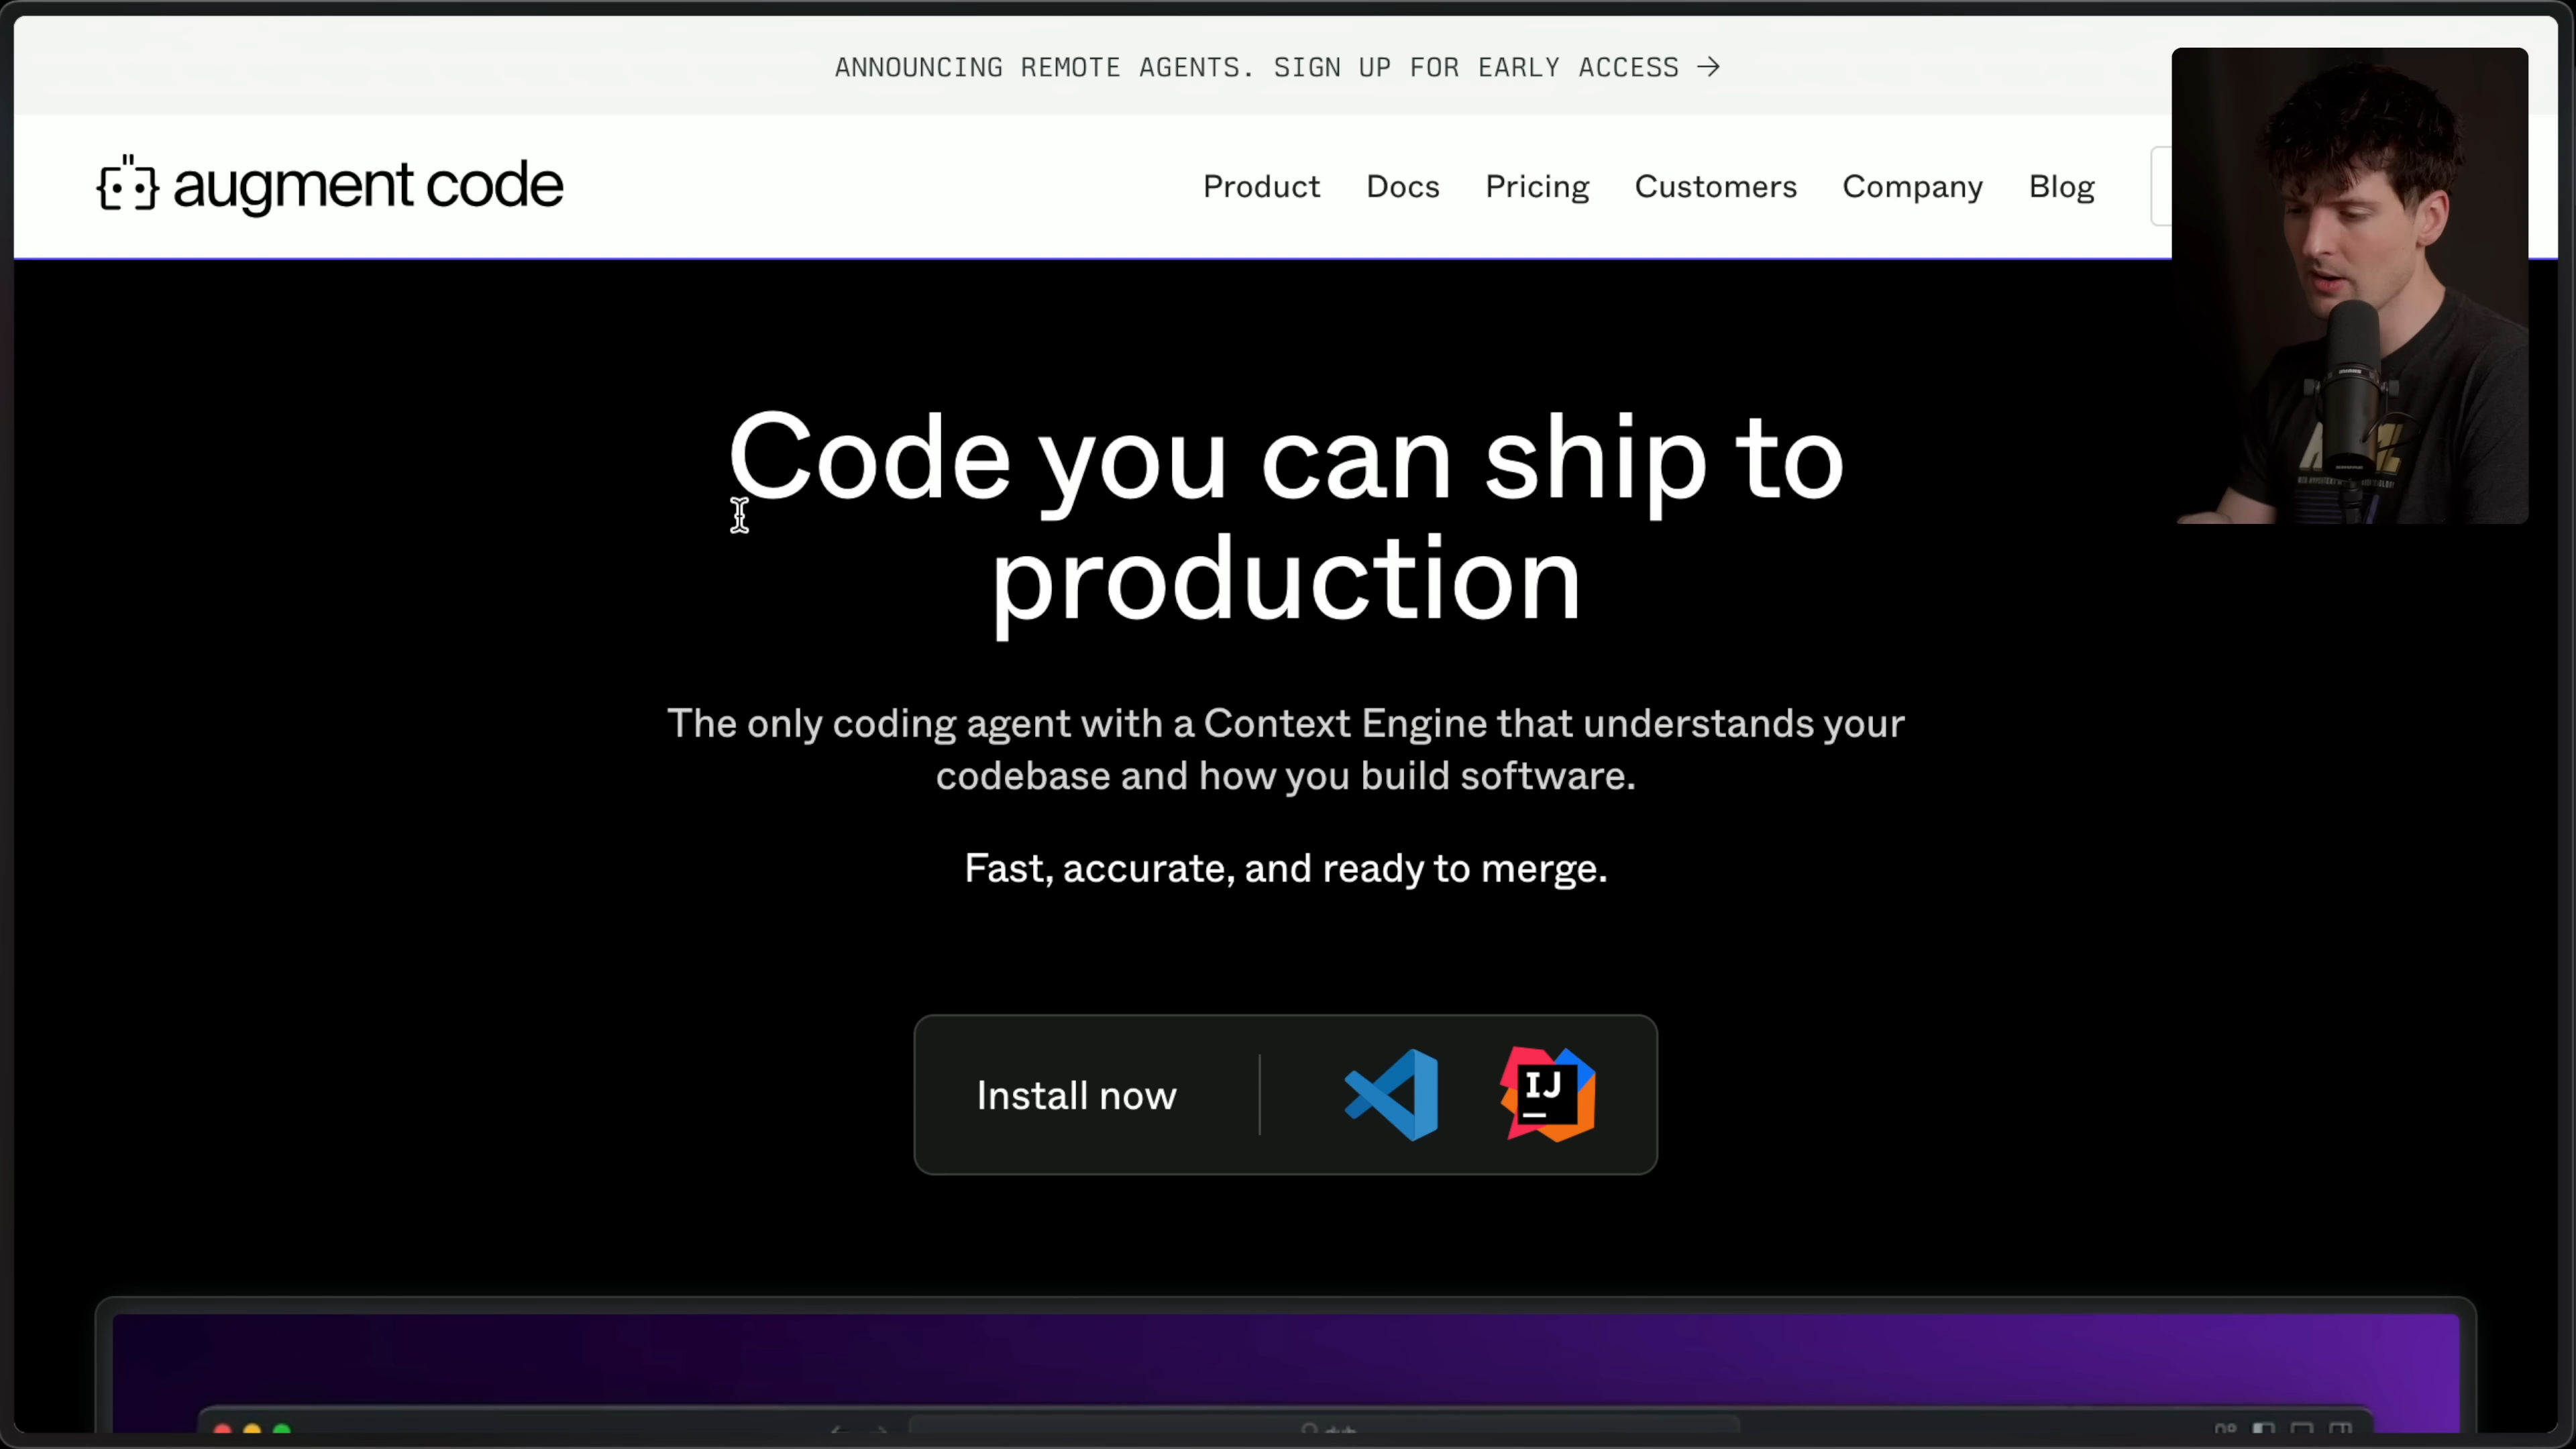 ANNOUNCING REMOTE AGENTS. SIGN UP FOR EARLY ACCESS →
augment code
Product Docs Pricing Customers Company Blog
Code you can ship to
production
The only coding agent with a Context Engine that understands your
codebase and how you build software.
Fast, accurate, and ready to merge.
Install now
IJ